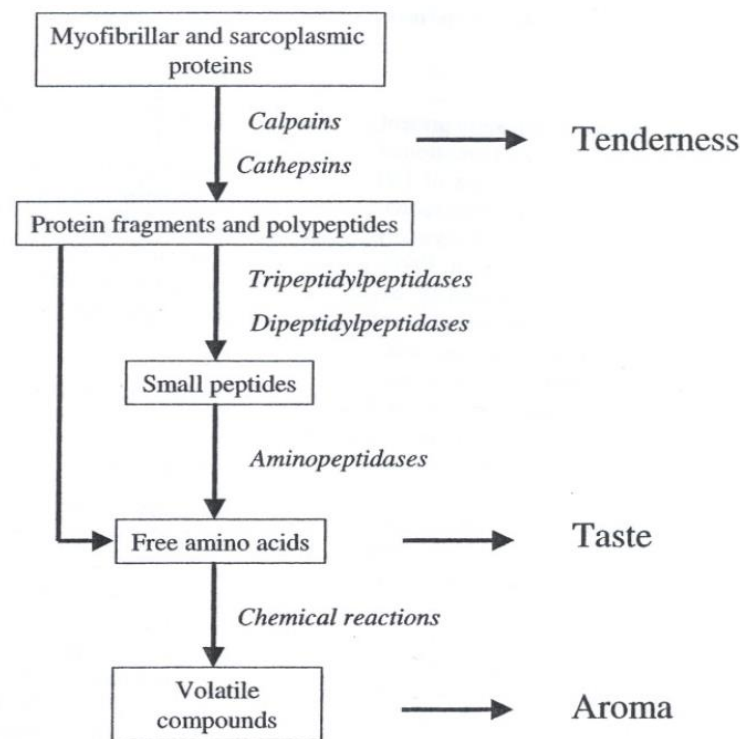 Myofibrillar and sarcoplasmic
proteins
Calpains
Cathepsins
Tenderness
Protein fragments and polypeptides
Tripeptidylpeptidases
Dipeptidylpeptidases
Small peptides
Aminopeptidases
Free amino acids
Taste
Chemical reactions
Volatile
compounds
Aroma